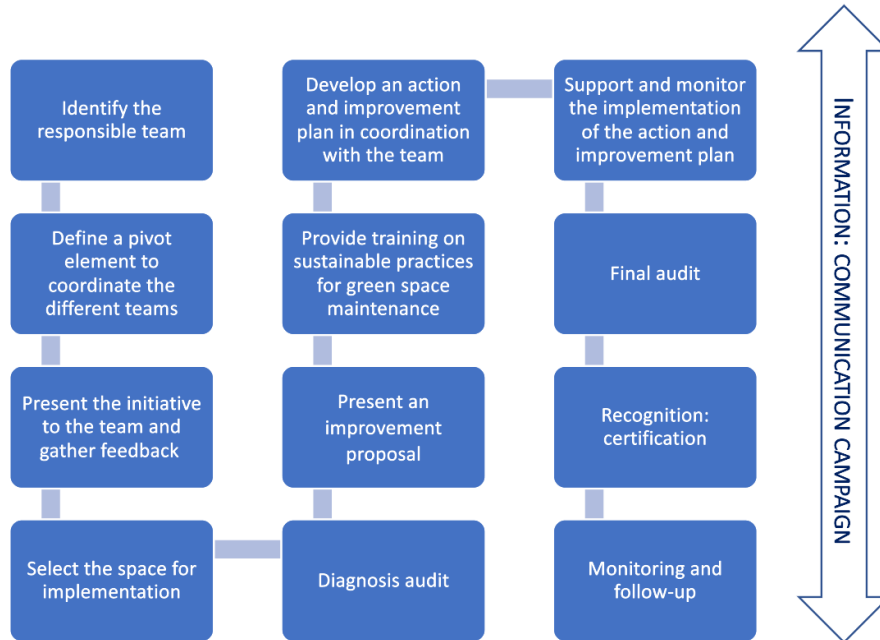 Identify the
responsible team
Define a pivot
element to
coordinate the
different teams
Present the initiative
to the team and
gather feedback
Select the space for
implementation
Diagnosis audit
Present an
improvement
proposal
Provide training on
sustainable practices
for green space
maintenance
Develop an action
and improvement
plan in coordination
with the team
Support and monitor
the implementation
of the action and
improvement plan
Final audit
Recognition:
certification
Monitoring and
follow-up
INFORMATION: COMMUNICATION CAMPAIGN